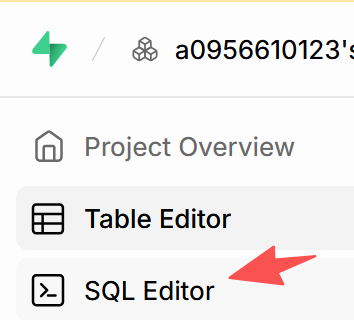 a0956610123's
Project Overview
Table Editor
SQL Editor